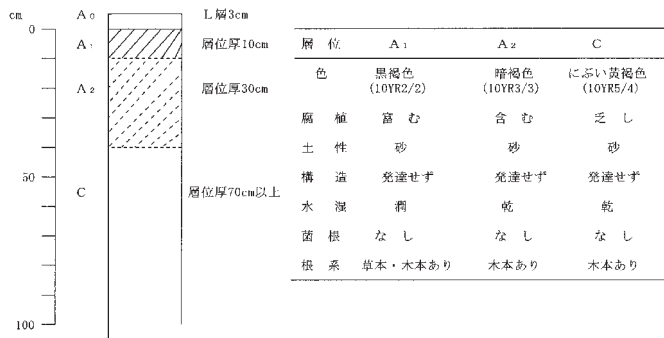 cm
A₀ L層3cm
0
A₁ 層位厚10cm
A₂ 層位厚30cm
50
C 層位厚70cm以上
100
層位 A₁ A₂ C
色 黒褐色 暗褐色 にぶい黄褐色
(10YR2/2) (10YR3/3) (10YR5/4)
腐植 富む 含む 乏し
土性 砂 砂 砂
構造 発達せず 発達せず 発達せず
水湿 潤 乾 乾
菌根 なし なし なし
根系 草本・木本あり 木本あり 木本あり